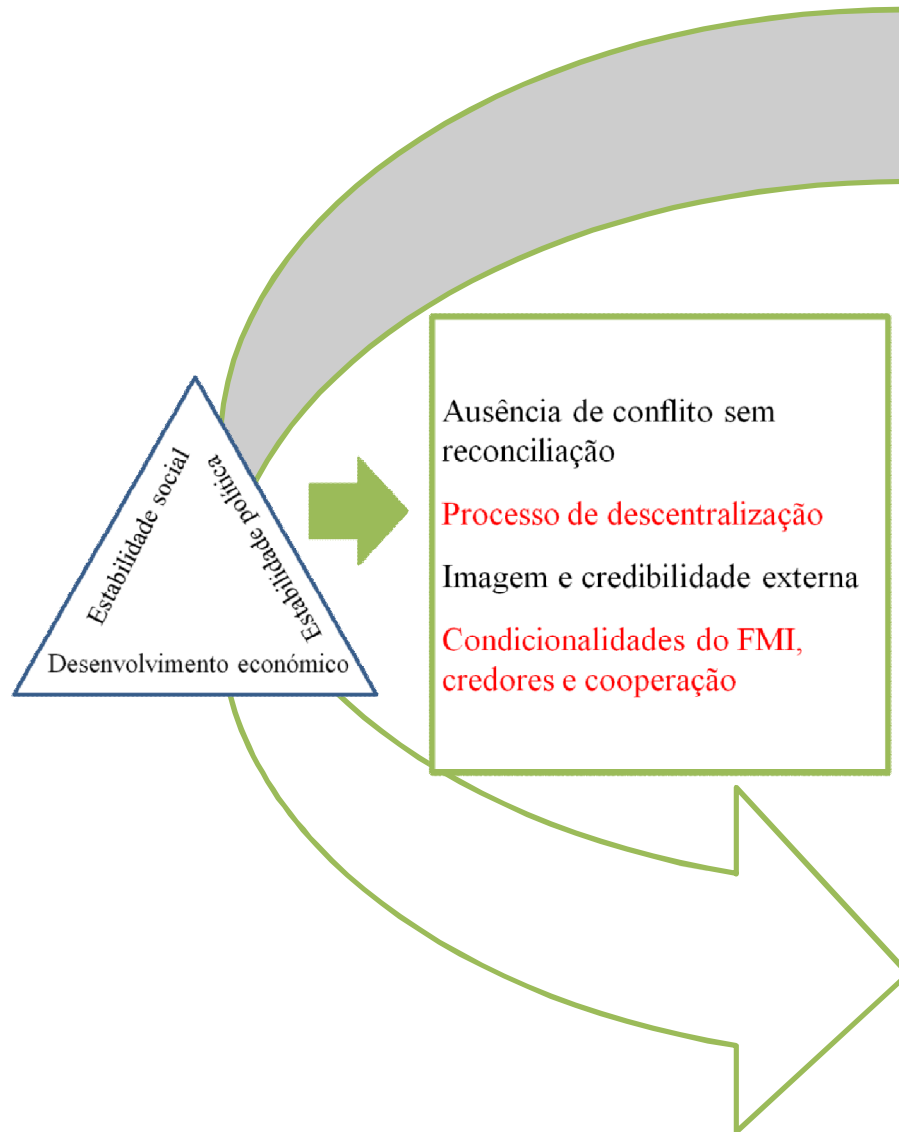 Estabilidade social
Estabilidade política
Desenvolvimento económico
Ausência de conflito sem
reconciliação
Processo de descentralização
Imagem e credibilidade externa
Condicionalidades do FMI,
credores e cooperação